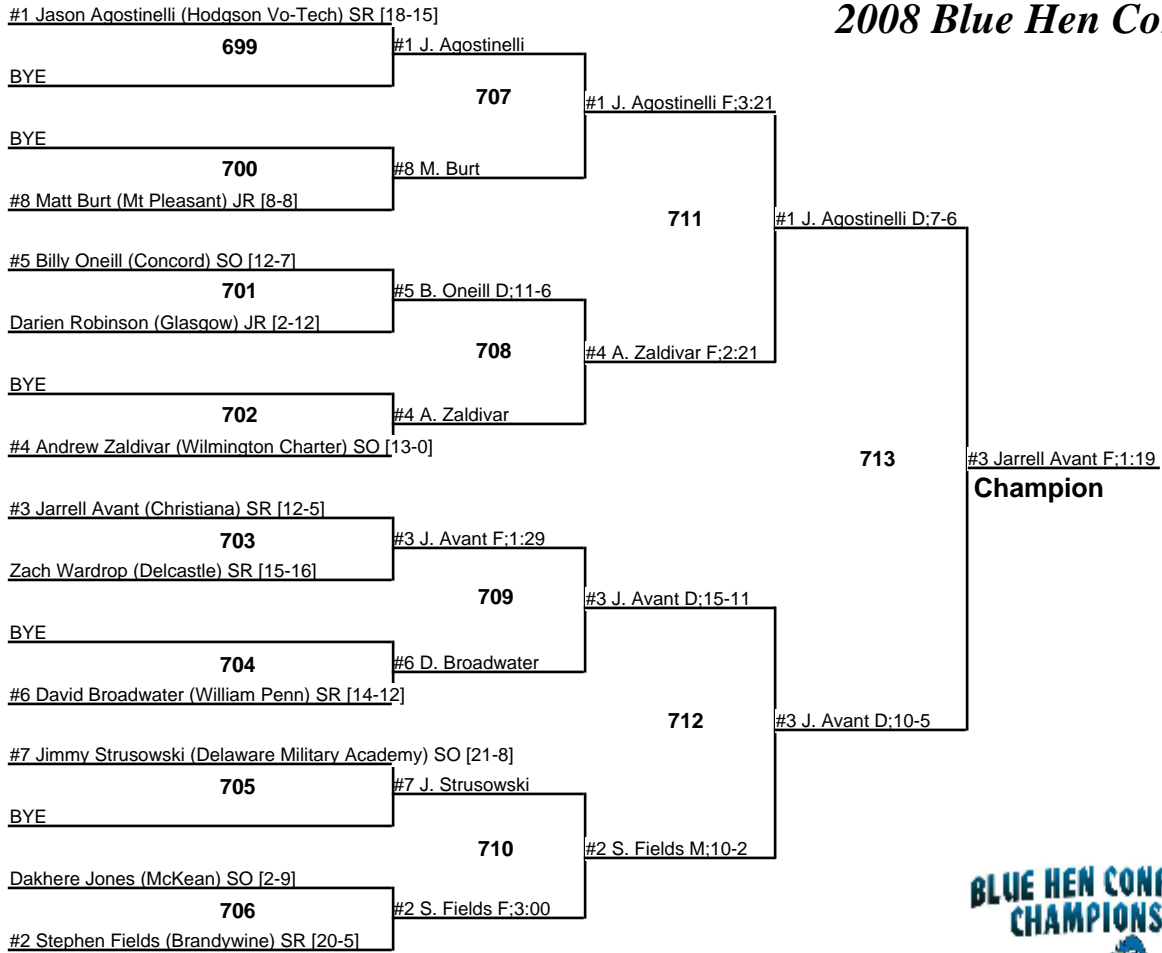 2008 Blue Hen Co
#1 Jason Agostinelli (Hodgson Vo-Tech) SR [18-15]
699
BYE
#1 J. Agostinelli
707
BYE
700
#8 Matt Burt (Mt Pleasant) JR [8-8]
#8 M. Burt
#1 J. Agostinelli F;3:21
711
#5 Billy Oneill (Concord) SO [12-7]
701
Darien Robinson (Glasgow) JR [2-12]
#5 B. Oneill D;11-6
708
BYE
702
#4 Andrew Zaldivar (Wilmington Charter) SO [13-0]
#4 A. Zaldivar
#4 A. Zaldivar F;2:21
#1 J. Agostinelli D;7-6
713
#3 Jarrell Avant F;1:19
Champion
#3 Jarrell Avant (Christiana) SR [12-5]
703
Zach Wardrop (Delcastle) SR [15-16]
#3 J. Avant F;1:29
709
BYE
704
#6 David Broadwater (William Penn) SR [14-12]
#6 D. Broadwater
#3 J. Avant D;15-11
712
#3 J. Avant D;10-5
#7 Jimmy Strusowski (Delaware Military Academy) SO [21-8]
705
BYE
#7 J. Strusowski
710
Dakhere Jones (McKean) SO [2-9]
706
#2 Stephen Fields (Brandywine) SR [20-5]
#2 S. Fields F;3:00
#2 S. Fields M;10-2
BLUE HEN CON
CHAMPIONS